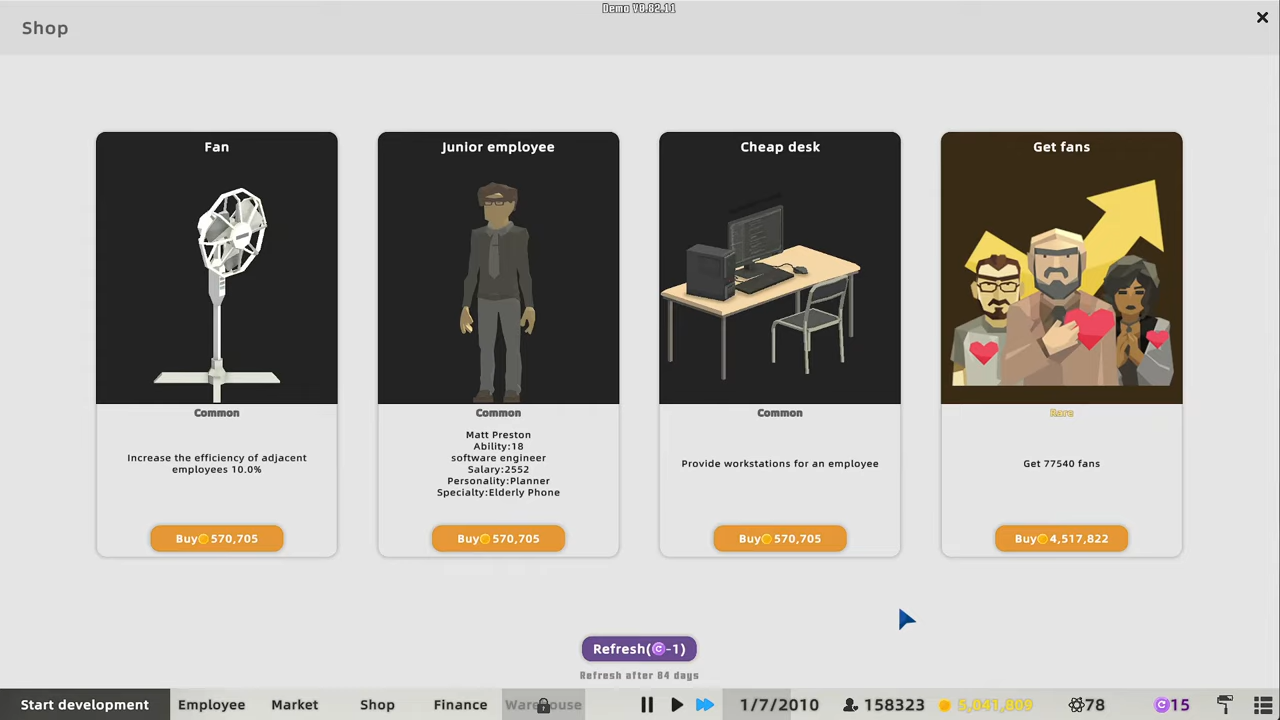 Demo V0.82.11
Shop
Fan
Junior employee
Cheap desk
Get fans
Common
Common
Common
Rare
Increase the efficiency of adjacent
employees 10.0%
Matt Preston
Ability:18
software engineer
Salary:2552
Personality:Planner
Specialty:Elderly Phone
Provide workstations for an employee
Get 77540 fans
Buy 570,705
Buy 570,705
Buy 570,705
Buy 4,517,822
Refresh(C-1)
Refresh after 84 days
Start development
Employee
Market
Shop
Finance
Warehouse
1/7/2010
158323
5,041,809
78
C15